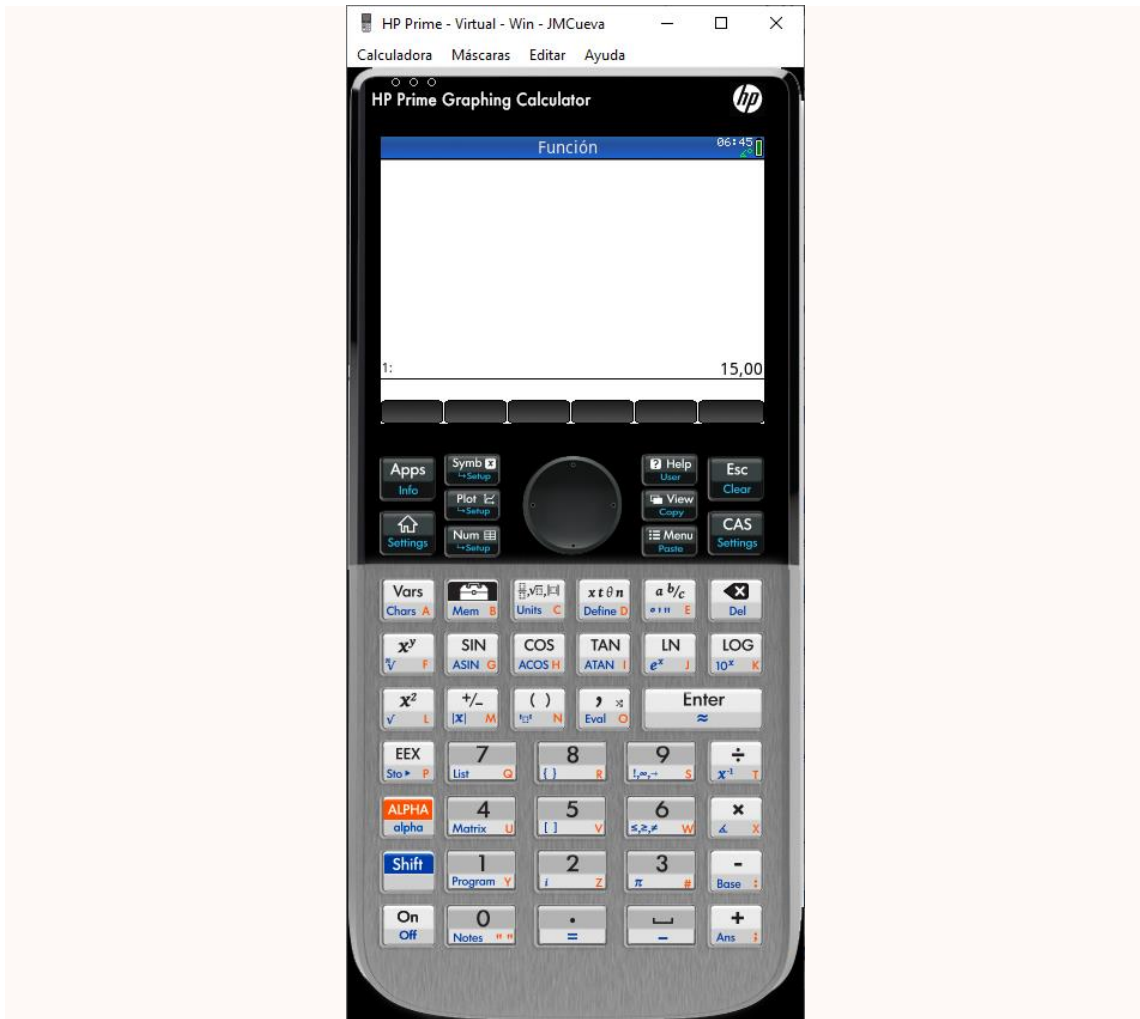 HP Prime - Virtual - Win - JMCueva
Calculadora Máscaras Editar Ayuda
HP Prime Graphing Calculator hp
Función 06:45
1: 15,00
Apps Symb Help Esc
Info Setup User Clear
Plot View
Setup Copy
Num Menu CAS
Settings Setup Paste Settings
Vars x t θ n a b/c
Chars A Mem B Units C Define D E Del
xʸ SIN COS TAN LN LOG
ⁿ√ F ASIN G ACOS H ATAN I eˣ J 10ˣ K
x² +/- ( ) , Enter
√ L |x| M N Eval O ≈
EEX 7 8 9 ÷
Sto ▸ P List Q { } R !,∞,→ S x⁻¹ T
ALPHA 4 5 6 ×
alpha Matrix U [ ] V ≤,≥,≠ W ∡ X
Shift 1 2 3 -
Program Y i Z π # Base :
On 0 . +
Off Notes " " = _ Ans ;